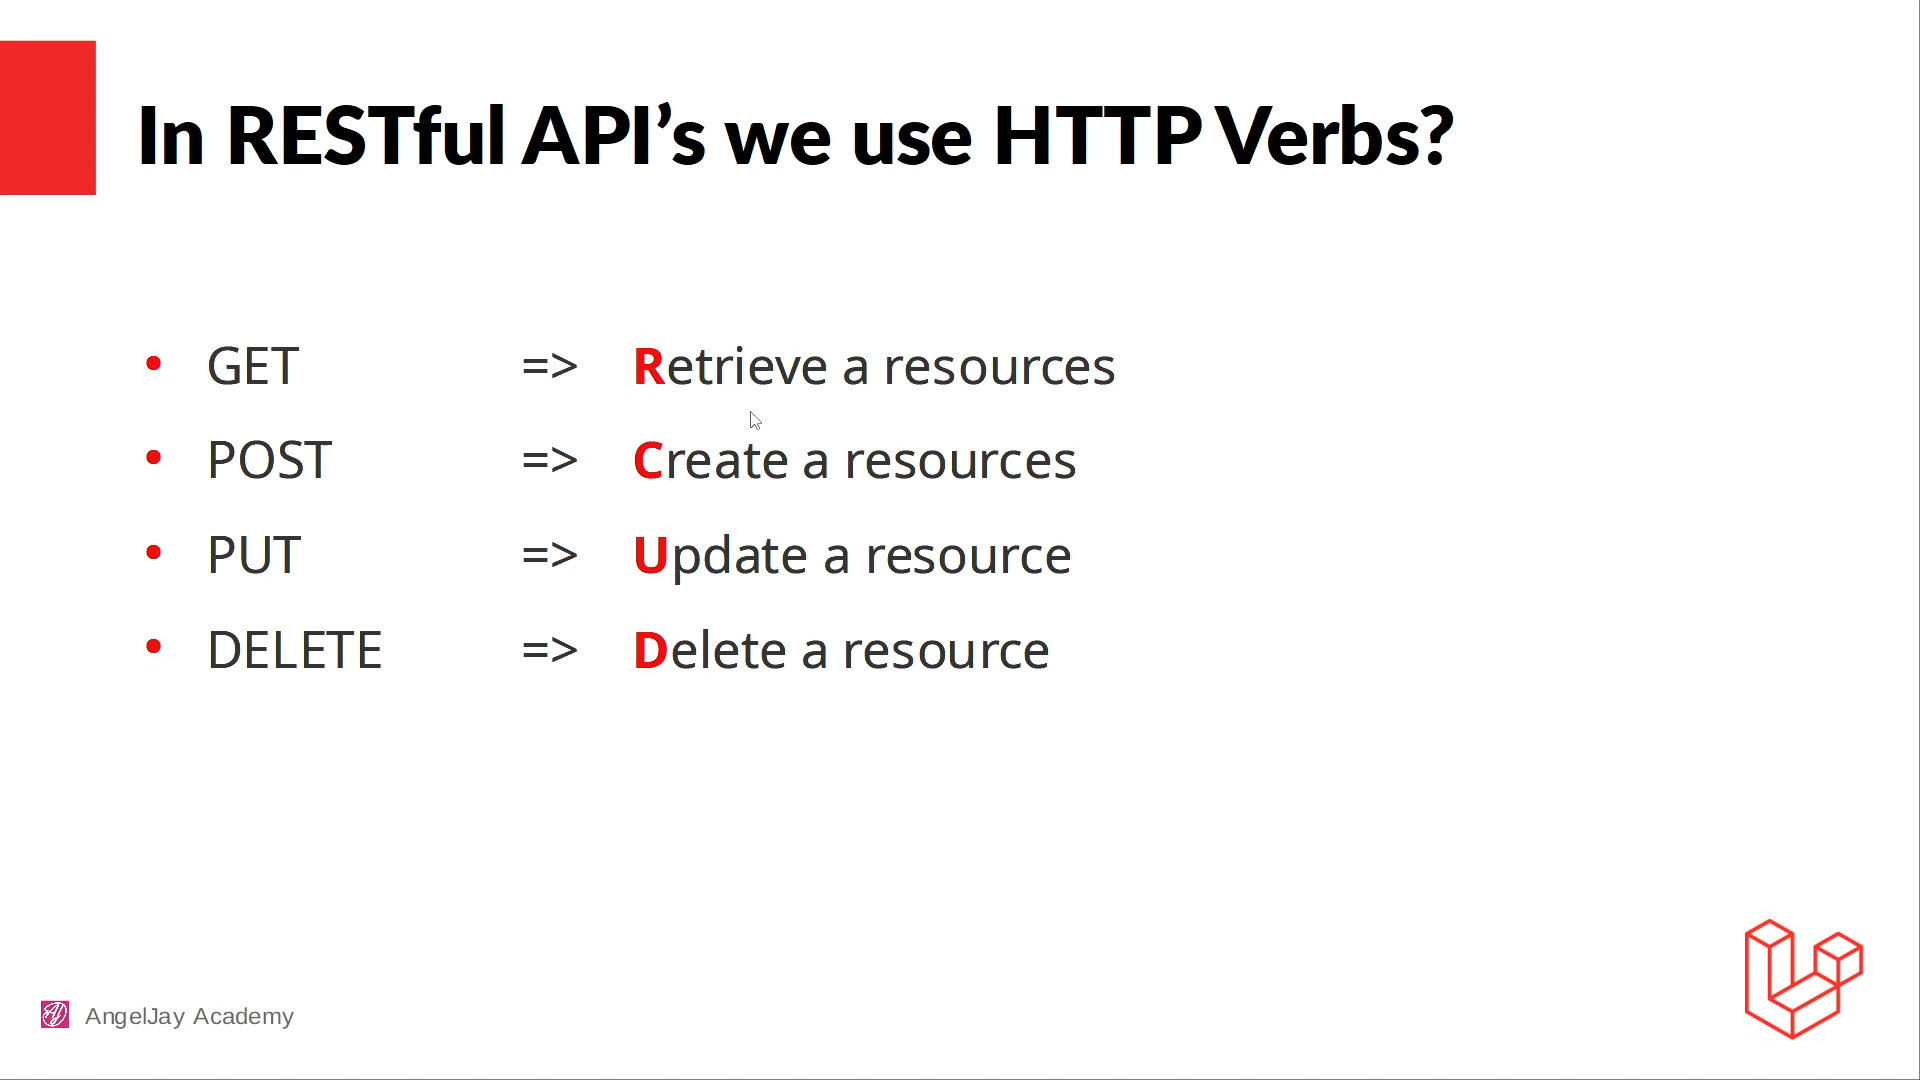 In RESTful API’s we use HTTP Verbs?
• GET => Retrieve a resources
• POST => Create a resources
• PUT => Update a resource
• DELETE => Delete a resource
AngelJay Academy